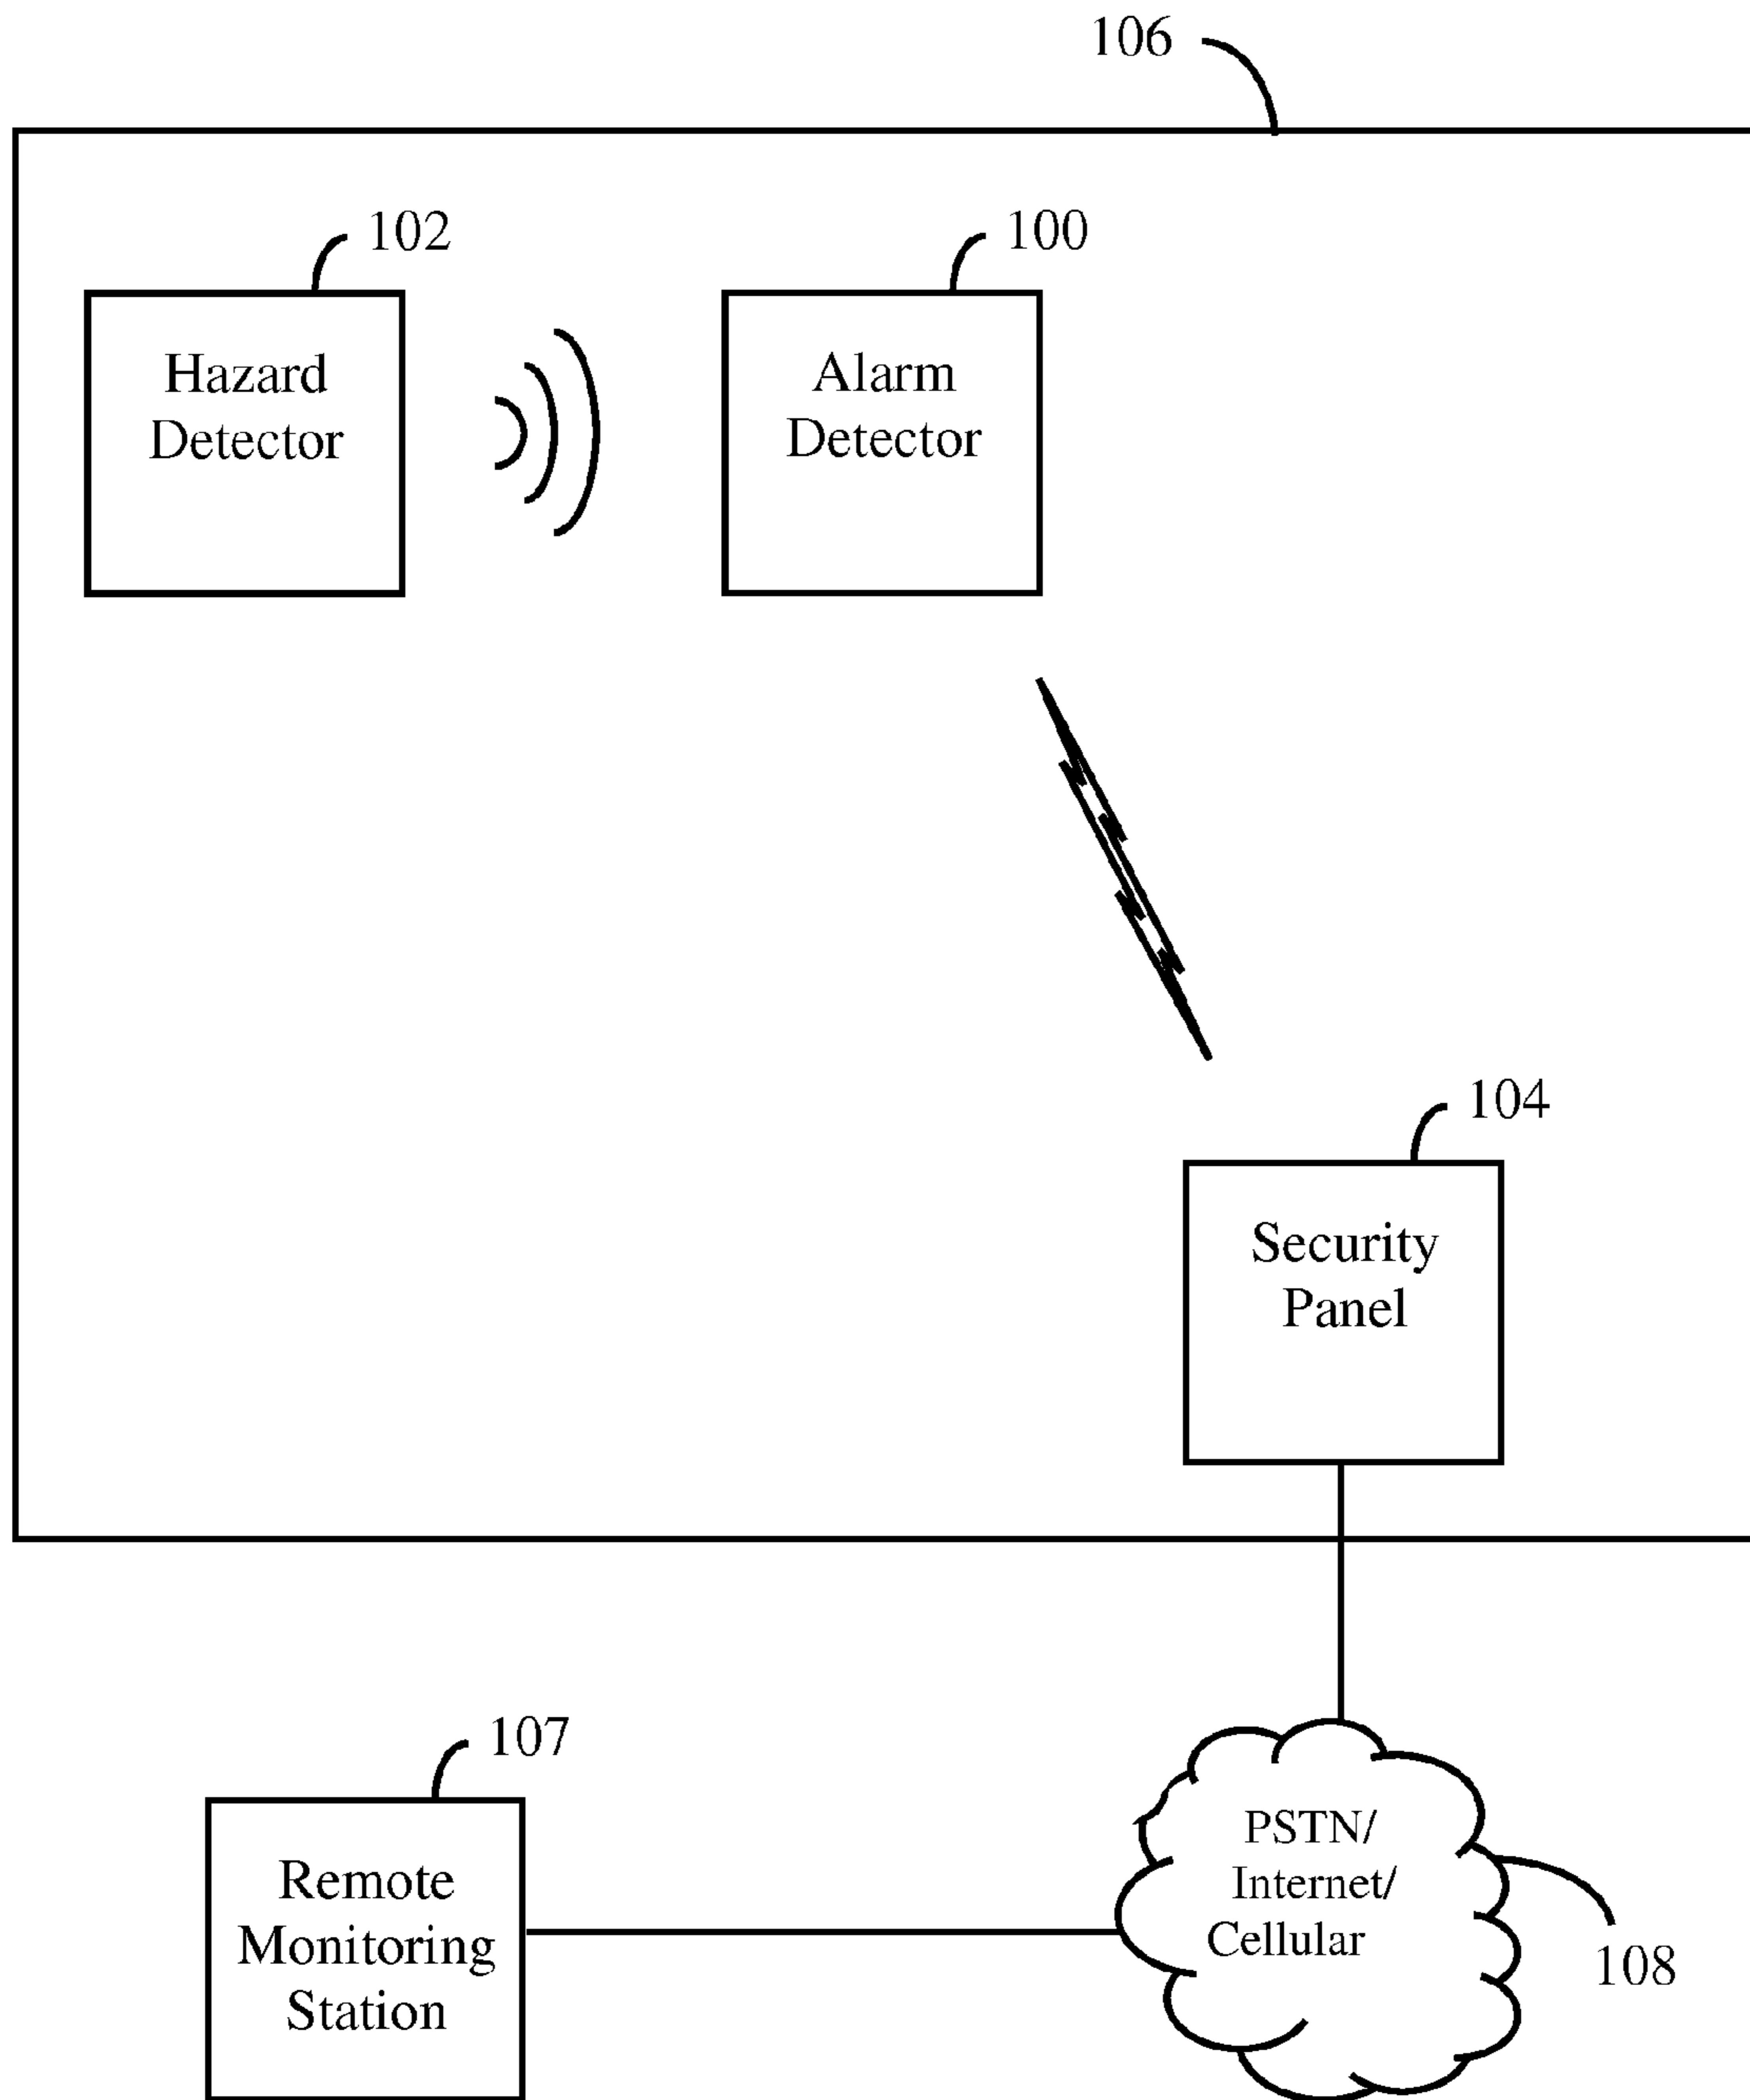 106
102
100
Hazard
Detector
Alarm
Detector
104
Security
Panel
107
Remote
Monitoring
Station
PSTN/
Internet/
Cellular
108